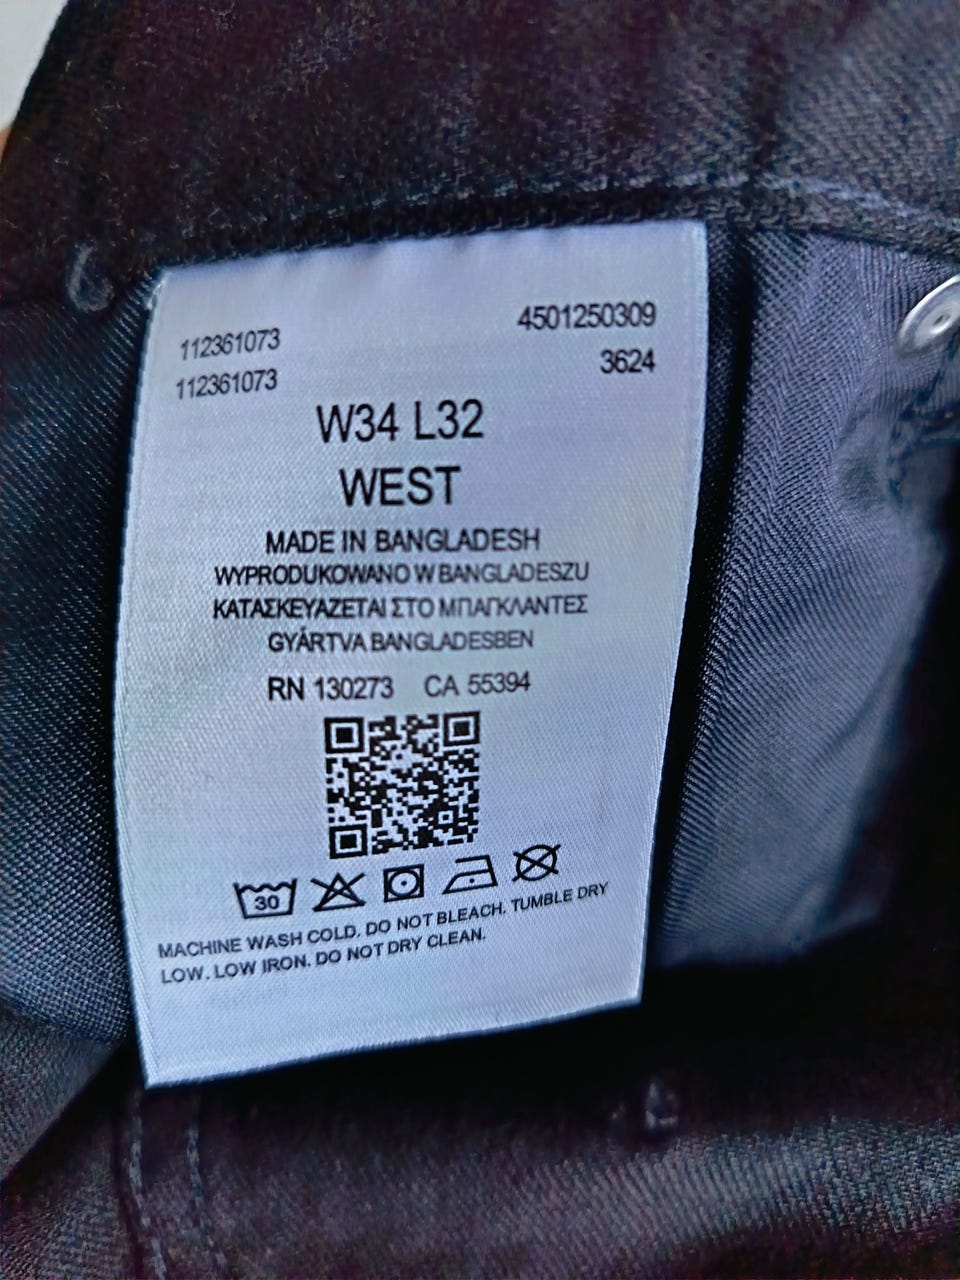 112361073 4501250309
112361073 3624
W34 L32
WEST
MADE IN BANGLADESH
WYPRODUKOWANO W BANGLADESZU
ΚΑΤΑΣΚΕΥΑΖΕΤΑΙ ΣΤΟ ΜΠΑΓΚΛΑΝΤΕΣ
GYÁRTVA BANGLADESBEN
RN 130273 CA 55394
30
MACHINE WASH COLD. DO NOT BLEACH. TUMBLE DRY
LOW. LOW IRON. DO NOT DRY CLEAN.